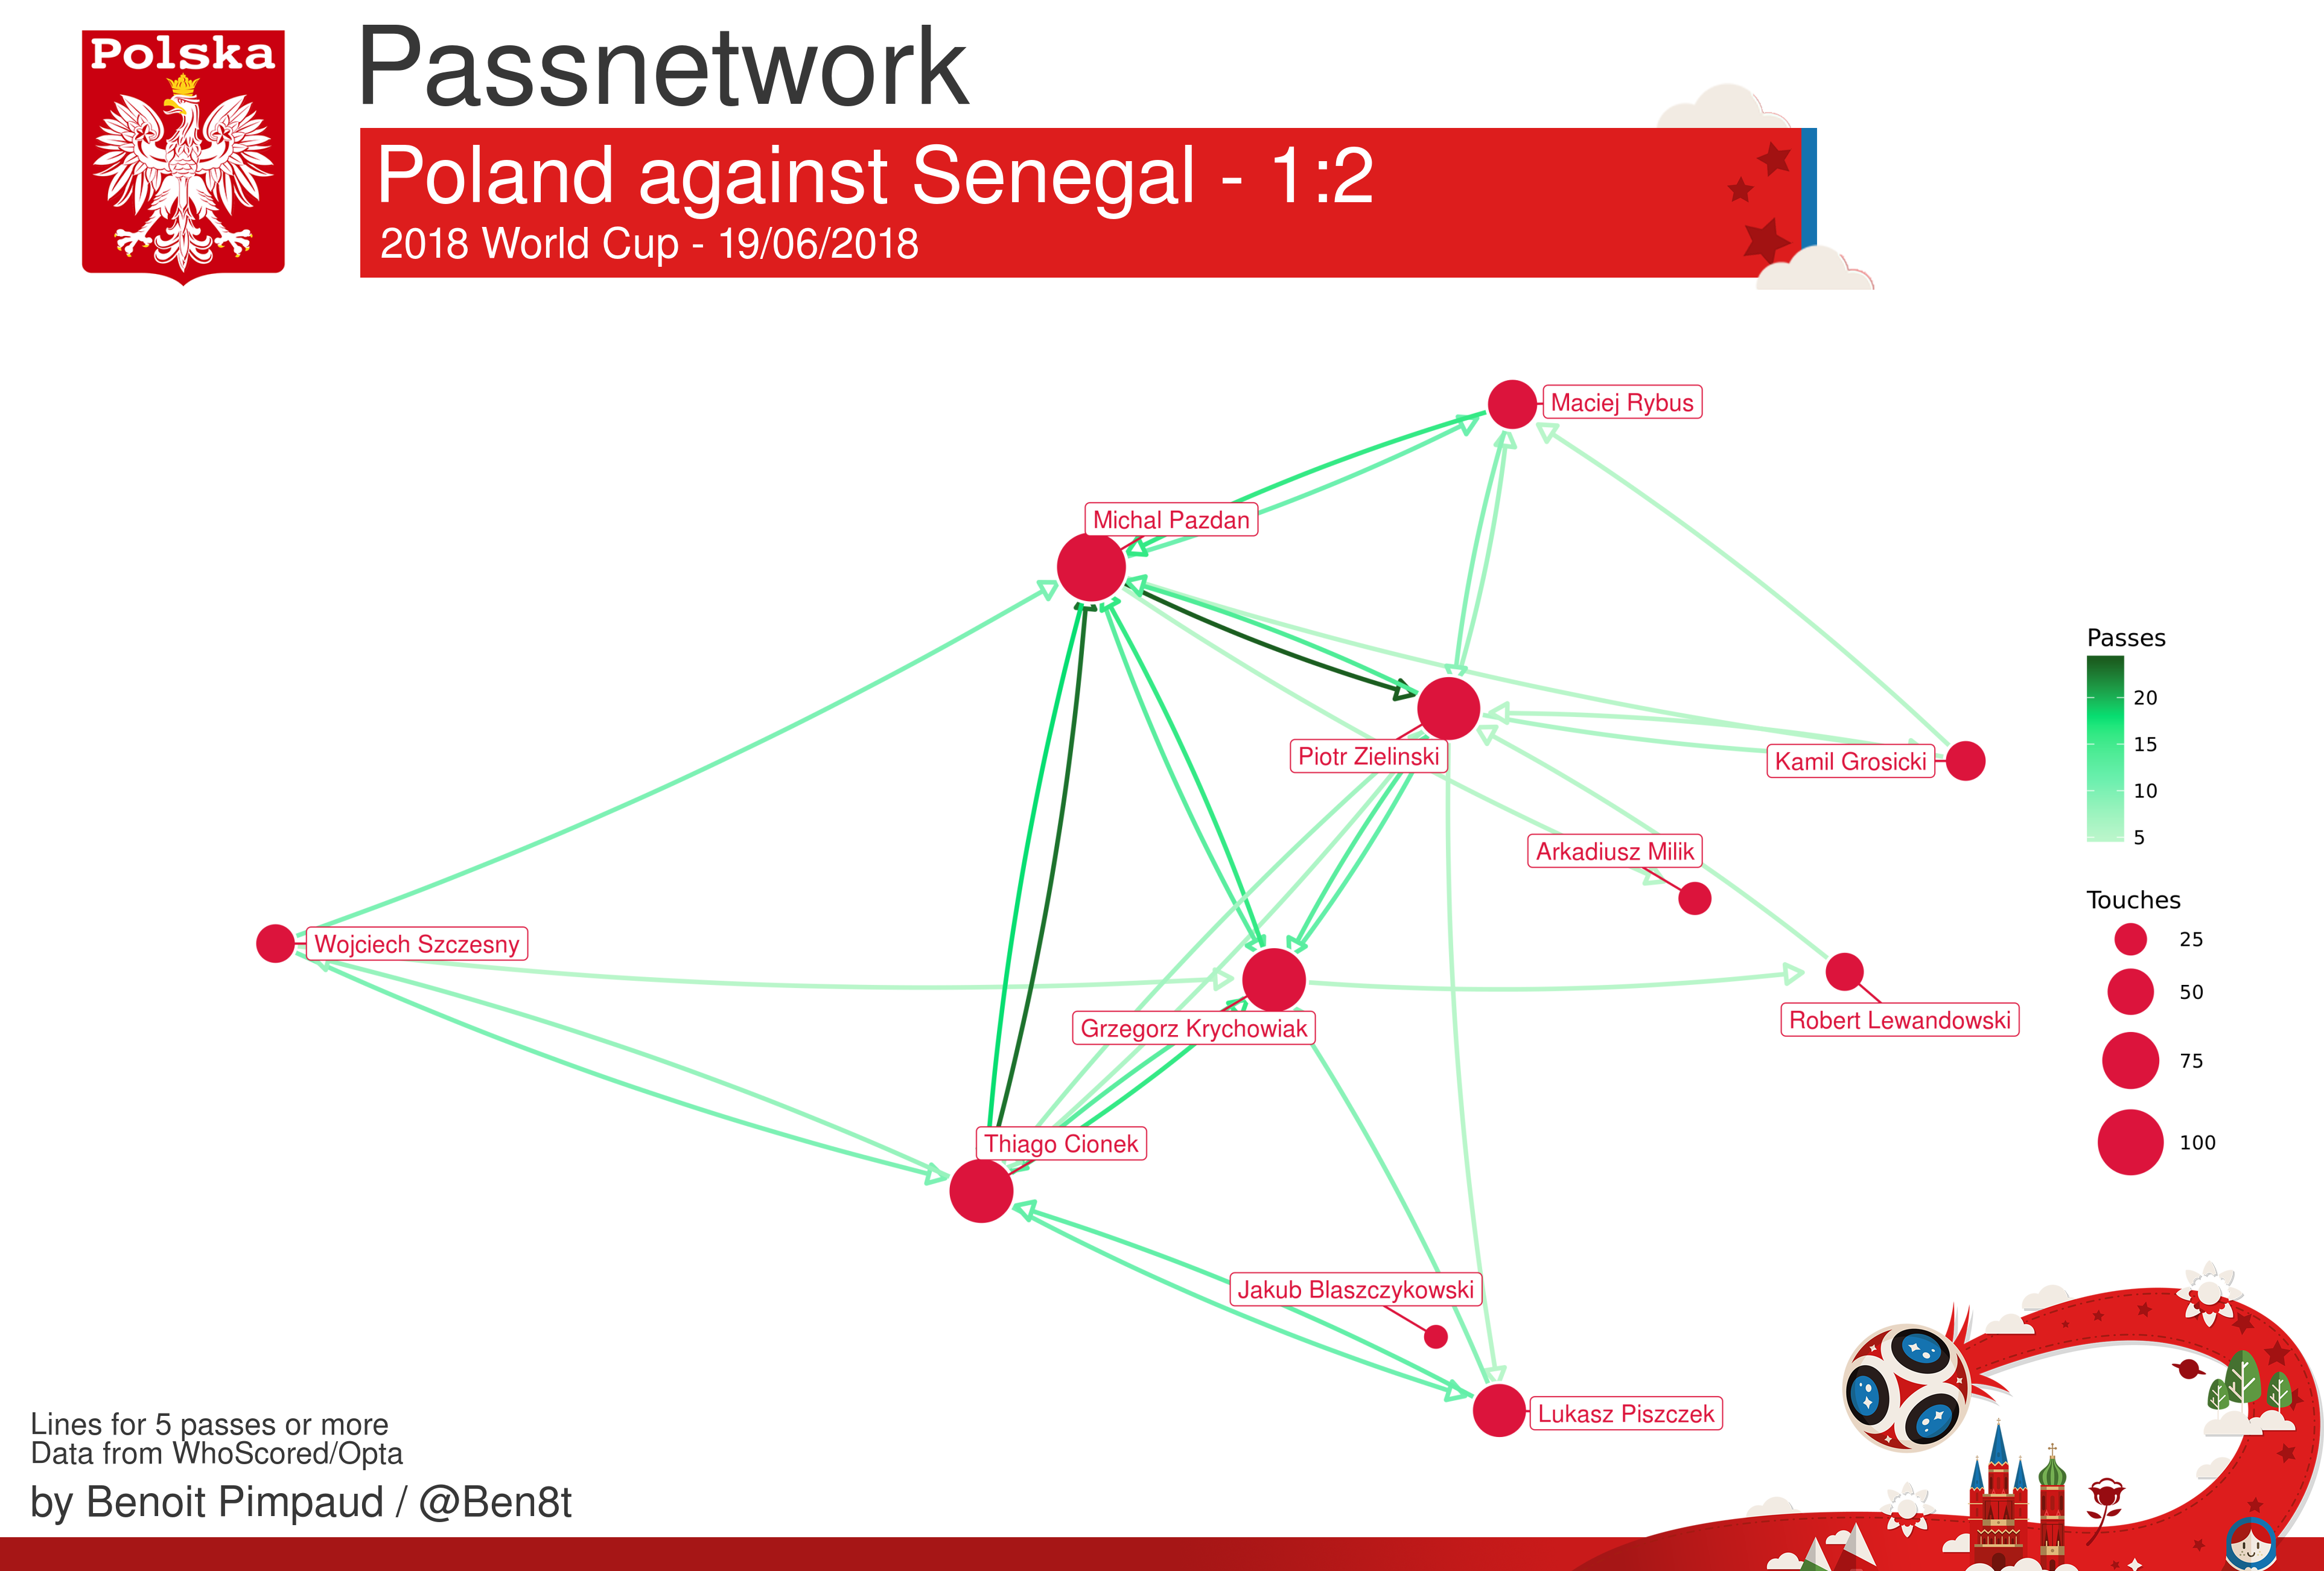 Polska
Passnetwork
Poland against Senegal - 1:2
2018 World Cup - 19/06/2018
Maciej Rybus
Michal Pazdan
Piotr Zielinski
Kamil Grosicki
Arkadiusz Milik
Wojciech Szczesny
Robert Lewandowski
Grzegorz Krychowiak
Thiago Cionek
Jakub Blaszczykowski
Lukasz Piszczek
Passes
20
15
10
5
Touches
25
50
75
100
Lines for 5 passes or more
Data from WhoScored/Opta
by Benoit Pimpaud / @Ben8t